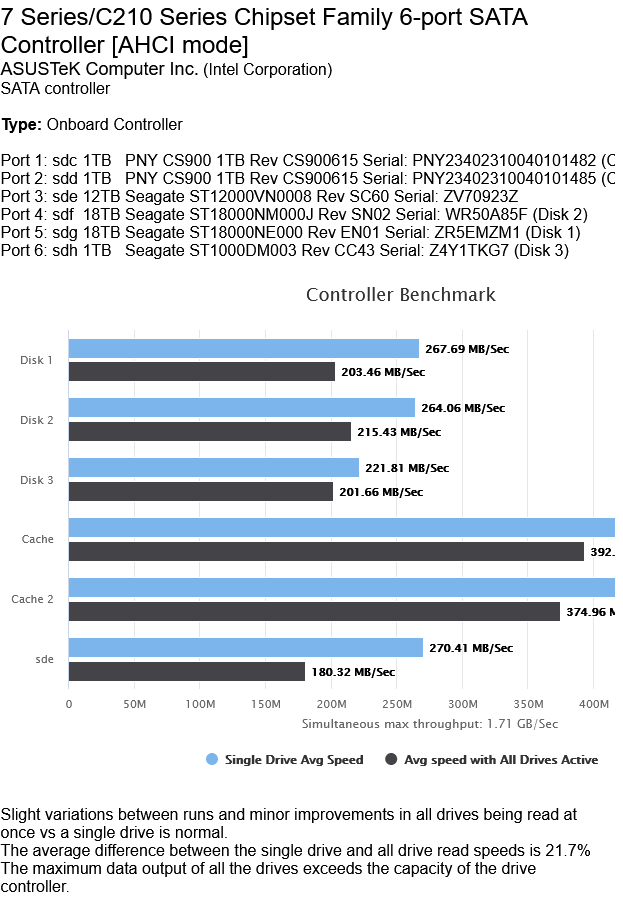 7 Series/C210 Series Chipset Family 6-port SATA
Controller [AHCI mode]
ASUSTeK Computer Inc. (Intel Corporation)
SATA controller
Type: Onboard Controller
Port 1: sdc 1TB PNY CS900 1TB Rev CS900615 Serial: PNY23402310040101482 (C
Port 2: sdd 1TB PNY CS900 1TB Rev CS900615 Serial: PNY23402310040101485 (C
Port 3: sde 12TB Seagate ST12000VN0008 Rev SC60 Serial: ZV70923Z
Port 4: sdf 18TB Seagate ST18000NM000J Rev SN02 Serial: WR50A85F (Disk 2)
Port 5: sdg 18TB Seagate ST18000NE000 Rev EN01 Serial: ZR5EMZM1 (Disk 1)
Port 6: sdh 1TB Seagate ST1000DM003 Rev CC43 Serial: Z4Y1TKG7 (Disk 3)
Controller Benchmark
Disk 1
267.69 MB/Sec
203.46 MB/Sec
Disk 2
264.06 MB/Sec
215.43 MB/Sec
Disk 3
221.81 MB/Sec
201.66 MB/Sec
Cache
392.
Cache 2
374.96 M
sde
270.41 MB/Sec
180.32 MB/Sec
0 50M 100M 150M 200M 250M 300M 350M 400M
Simultaneous max throughput: 1.71 GB/Sec
Single Drive Avg Speed Avg speed with All Drives Active
Slight variations between runs and minor improvements in all drives being read at
once vs a single drive is normal.
The average difference between the single drive and all drive read speeds is 21.7%
The maximum data output of all the drives exceeds the capacity of the drive
controller.